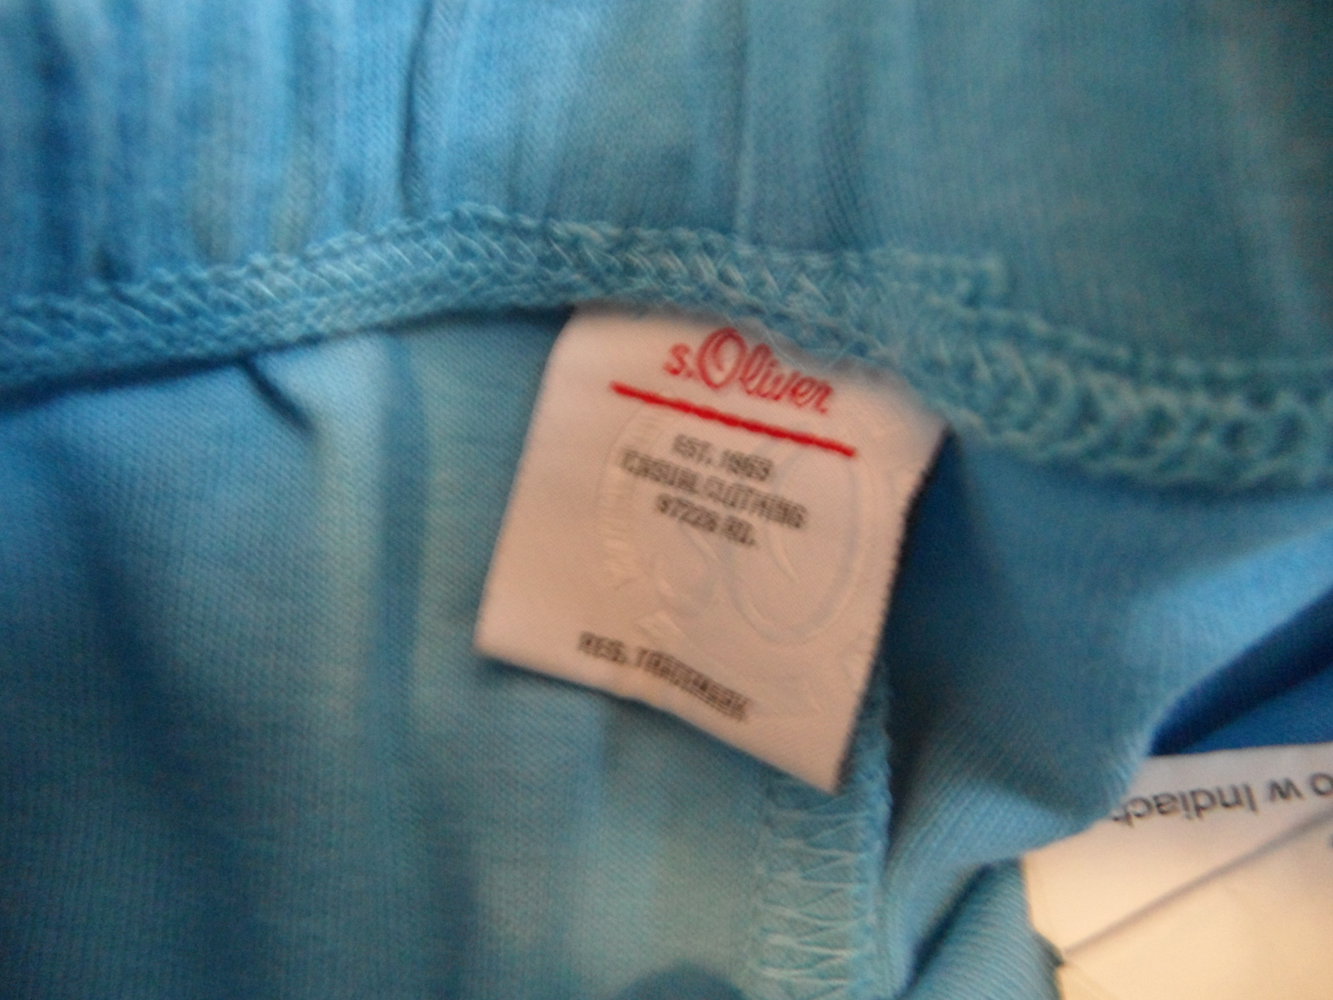 s.Oliver
EST. 1969
CASUAL CLOTHING
97228 RD.
REG. TRADEMARK
o w Indiach